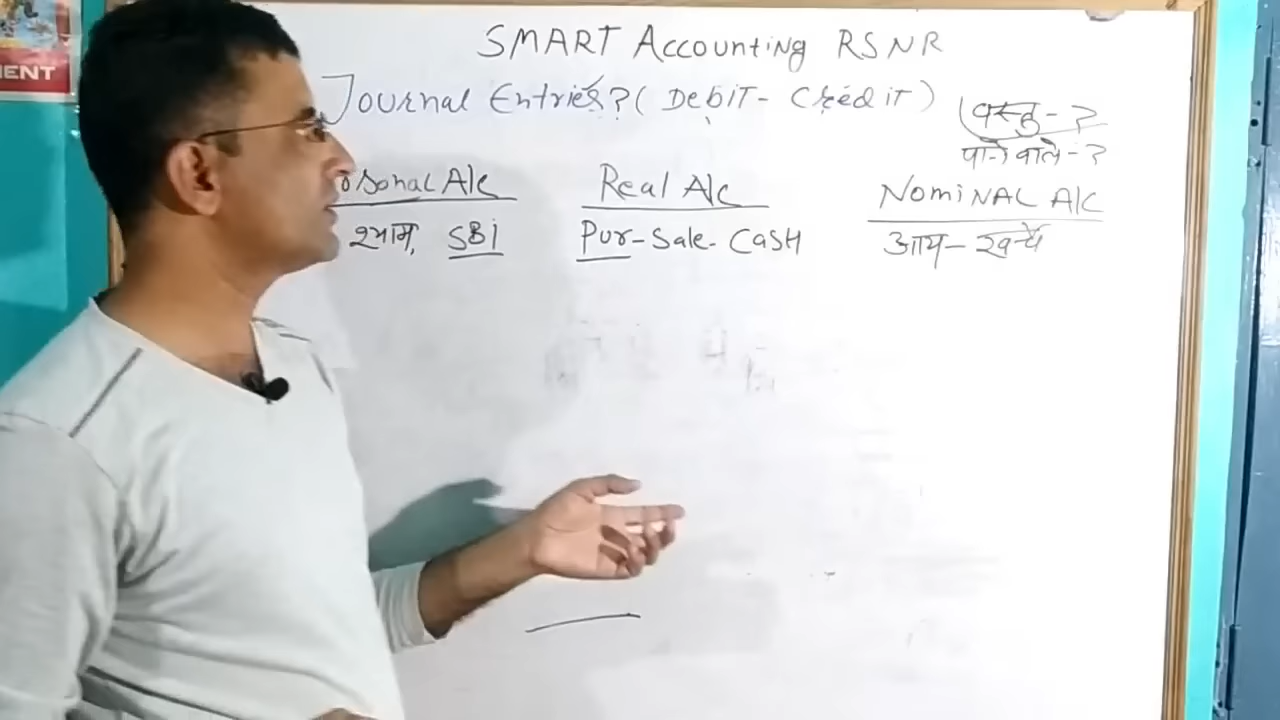 ENT
SMART Accounting RSNR
Journal Entries? (Debit - Credit)
वस्तु - ?
पाने वाले - ?
sonal A/c Real A/c Nominal A/c
श्याम, SBI Pur - Sale - CASH आय - खर्चे